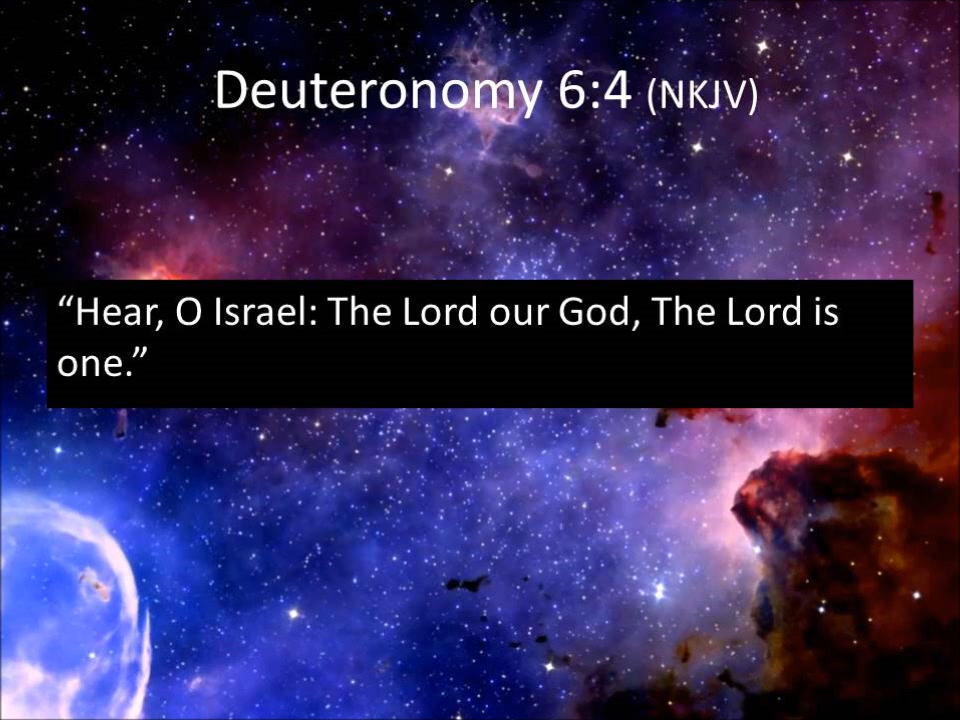 Deuteronomy 6:4 (NKJV)
“Hear, O Israel: The Lord our God, The Lord is
one.”